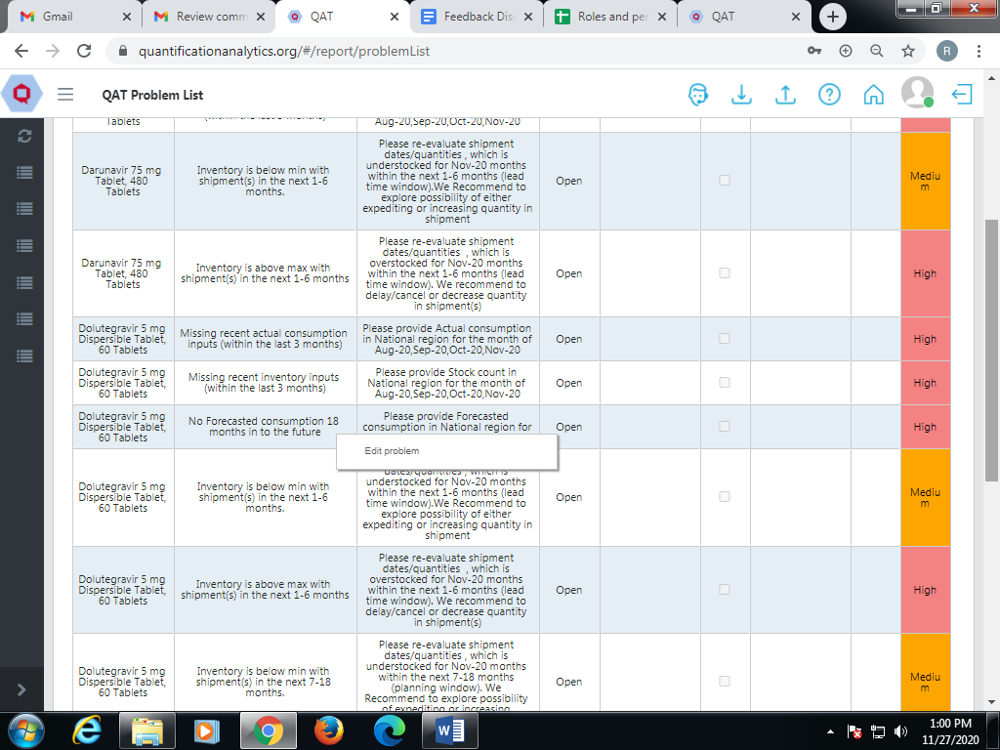 Gmail
Review comm
QAT
Feedback Dis
Roles and per
QAT
quantificationanalytics.org/#/report/problemList
R
QAT Problem List
Tablets
Aug-20,Sep-20,Oct-20,Nov-20
Darunavir 75 mg
Tablet, 480
Tablets
Inventory is below min with
shipment(s) in the next 1-6
months.
Please re-evaluate shipment
dates/quantities , which is
understocked for Nov-20 months
within the next 1-6 months (lead
time window).We Recommend to
explore possibility of either
expediting or increasing quantity in
shipment
Open
Mediu
m
Darunavir 75 mg
Tablet, 480
Tablets
Inventory is above max with
shipment(s) in the next 1-6 months
Please re-evaluate shipment
dates/quantities , which is
overstocked for Nov-20 months
within the next 1-6 months (lead
time window). We recommend to
delay/cancel or decrease quantity
in shipment(s)
Open
High
Dolutegravir 5 mg
Dispersible Tablet,
60 Tablets
Missing recent actual consumption
inputs (within the last 3 months)
Please provide Actual consumption
in National region for the month of
Aug-20,Sep-20,Oct-20,Nov-20
Open
High
Dolutegravir 5 mg
Dispersible Tablet,
60 Tablets
Missing recent inventory inputs
(within the last 3 months)
Please provide Stock count in
National region for the month of
Aug-20,Sep-20,Oct-20,Nov-20
Open
High
Dolutegravir 5 mg
Dispersible Tablet,
60 Tablets
No Forecasted consumption 18
months in to the future
Please provide Forecasted
consumption in National region for
Open
High
Edit problem
Dolutegravir 5 mg
Dispersible Tablet,
60 Tablets
Inventory is below min with
shipment(s) in the next 1-6
months.
dates/quantities , which is
understocked for Nov-20 months
within the next 1-6 months (lead
time window).We Recommend to
explore possibility of either
expediting or increasing quantity in
shipment
Open
Mediu
m
Dolutegravir 5 mg
Dispersible Tablet,
60 Tablets
Inventory is above max with
shipment(s) in the next 1-6 months
Please re-evaluate shipment
dates/quantities , which is
overstocked for Nov-20 months
within the next 1-6 months (lead
time window). We recommend to
delay/cancel or decrease quantity
in shipment(s)
Open
High
Dolutegravir 5 mg
Dispersible Tablet,
60 Tablets
Inventory is below min with
shipment(s) in the next 7-18
months.
Please re-evaluate shipment
dates/quantities , which is
understocked for Nov-20 months
within the next 7-18 months
(planning window). We
Recommend to explore possibility
of expediting or increasing
Open
Mediu
m
1:00 PM
11/27/2020